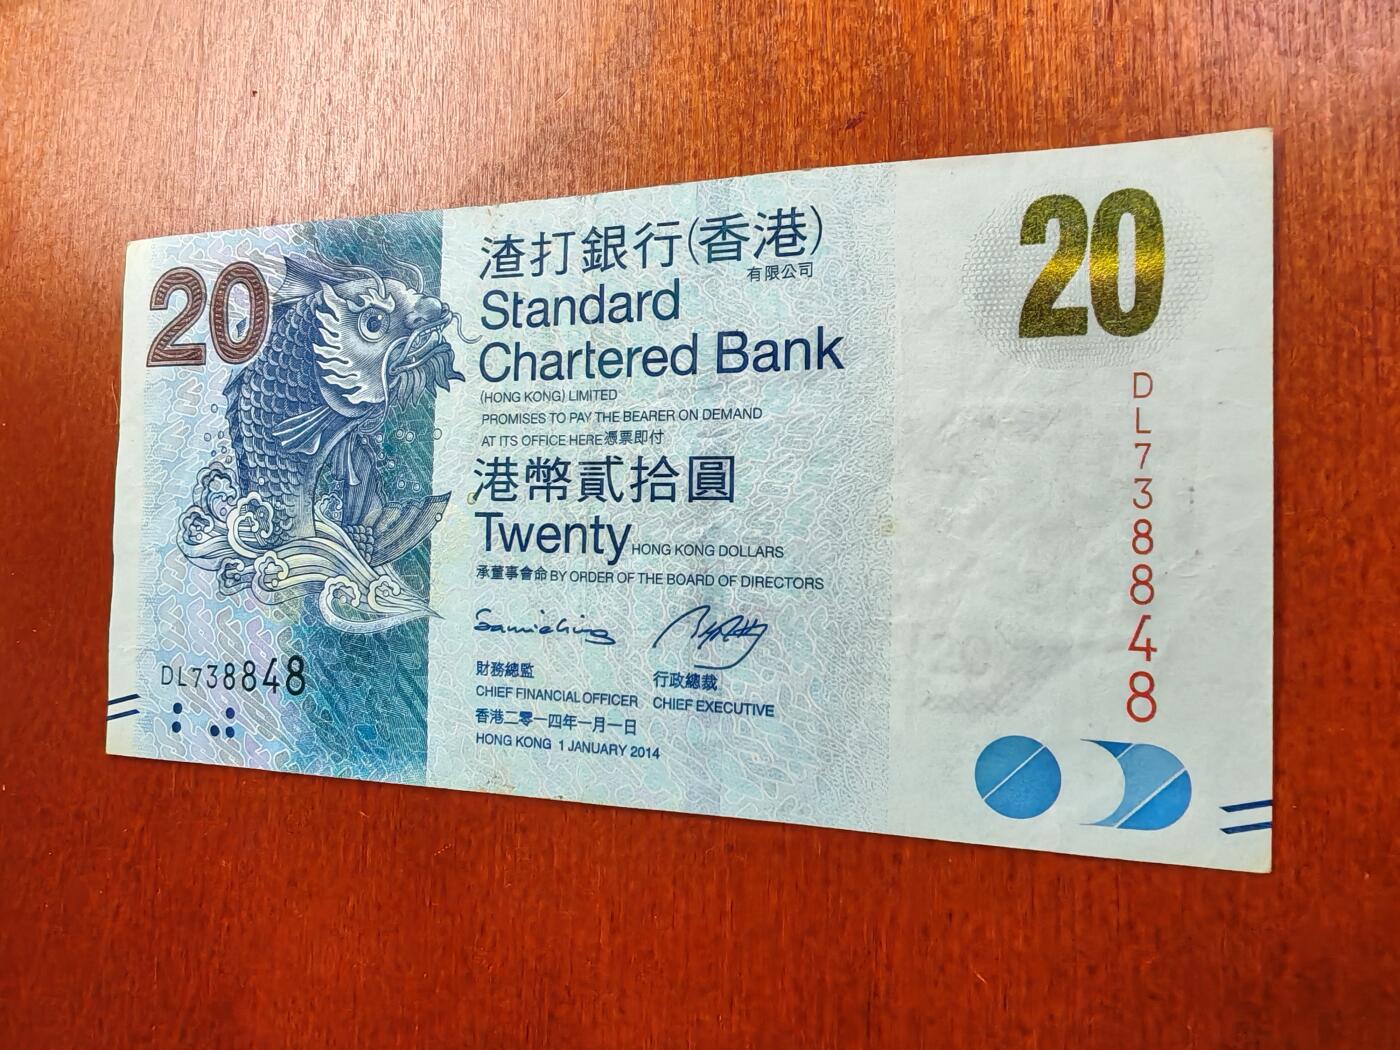 20
渣打銀行(香港)
有限公司
Standard
Chartered Bank
(HONG KONG) LIMITED
PROMISES TO PAY THE BEARER ON DEMAND
AT ITS OFFICE HERE憑票即付
港幣貳拾圓
Twenty HONG KONG DOLLARS
承董事會命 BY ORDER OF THE BOARD OF DIRECTORS
財務總監
CHIEF FINANCIAL OFFICER
行政總裁
CHIEF EXECUTIVE
香港二零一四年一月一日
HONG KONG 1 JANUARY 2014
DL738848
20
DL738848